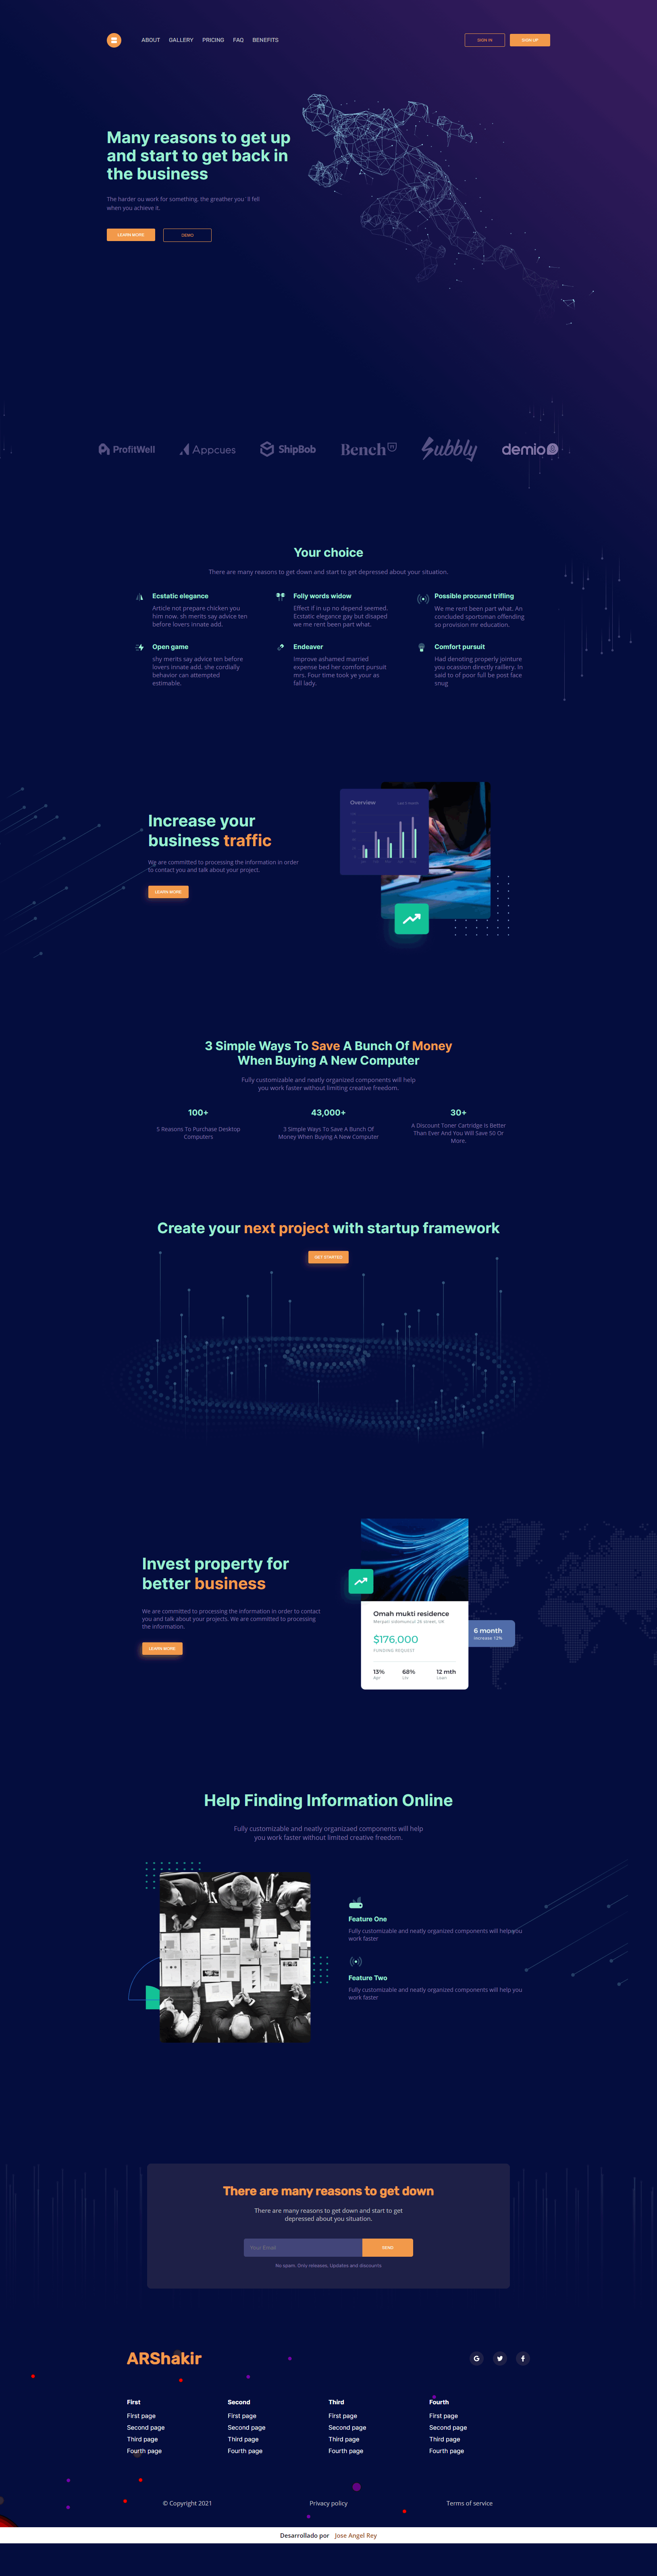 ABOUT GALLERY PRICING FAQ BENEFITS
SIGN IN
SIGN UP
Many reasons to get up
and start to get back in
the business
The harder ou work for something, the greather you´ll fell
when you achieve it.
LEARN MORE
DEMO
ProfitWell
Appcues
ShipBob
Bench
Subbly
demio
Your choice
There are many reasons to get down and start to get depressed about your situation.
Ecstatic elegance
Article not prepare chicken you
him now. sh merits say advice ten
before lovers innate add.
Folly words widow
Effect if in up no depend seemed.
Ecstatic elegance gay but disaped
we me rent been part what.
Possible procured trifling
We me rent been part what. An
concluded sportsman offending
so provision mr education.
Open game
shy merits say advice ten before
lovers innate add. she cordially
behavior can attempted
estimable.
Endeaver
Improve ashamed married
expense bed her comfort pursuit
mrs. Four time took ye your as
fail lady.
Comfort pursuit
Had denoting properly jointure
you ocassion directly raillery. In
said to of poor full be post face
snug
Increase your
business traffic
We are committed to processing the information in order
to contact you and talk about your project.
LEARN MORE
Overview
Last 5 month
3 Simple Ways To Save A Bunch Of Money
When Buying A New Computer
Fully customizable and neatly organized components will help
you work faster without limiting creative freedom.
100+
5 Reasons To Purchase Desktop
Computers
43,000+
3 Simple Ways To Save A Bunch Of
Money When Buying A New Computer
30+
A Discount Toner Cartridge Is Better
Than Ever And You Will Save 50 Or
More.
Create your next project with startup framework
GET STARTED
Invest property for
better business
We are committed to processing the information in order to contact
you and talk about your projects. We are committed to procinssing
the information.
LEARN MORE
Omah mukti residence
$176,000
FUNDING REQUEST
13%
Apr
68%
Ltv
12 mth
Loan
6 month
increase 12%
Help Finding Information Online
Fully customizable and neatly organizaed components will help
you work faster without limited creative freedom.
Feature One
Fully customizable and neatly organized components will helpyou
work faster
Feature Two
Fully customizable and neatly organized components will help you
work faster
There are many reasons to get down
There are many reasons to get down and start to get
depressed about you situation.
Your Email
SEND
No spam. Only releases. Updates and discounts
ARShakir
First
First page
Second page
Third page
Fourth page
Second
First page
Second page
Third page
Fourth page
Third
First page
Second page
Third page
Fourth page
Fourth
First page
Second page
Third page
Fourth page
© Copyright 2021
Privacy policy
Terms of service
Desarrollado por Jose Angel Rey